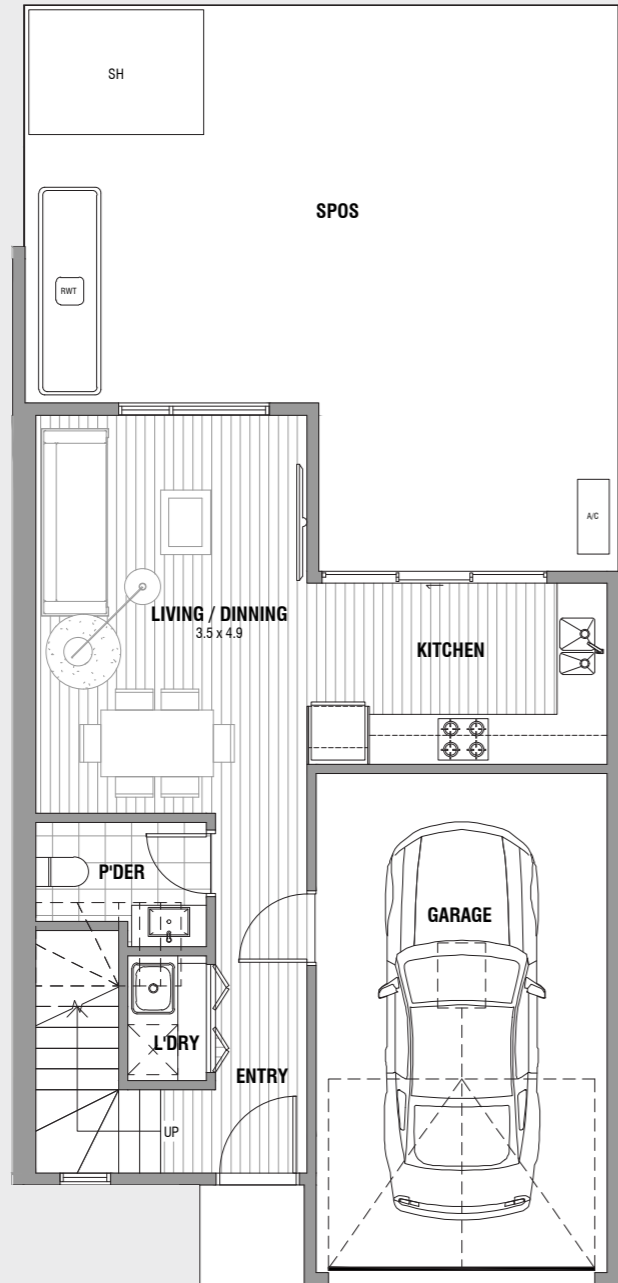 SH
SPOS
RWT
A/C
LIVING / DINNING
3.5 x 4.9
KITCHEN
P'DER
GARAGE
L'DRY
ENTRY
UP